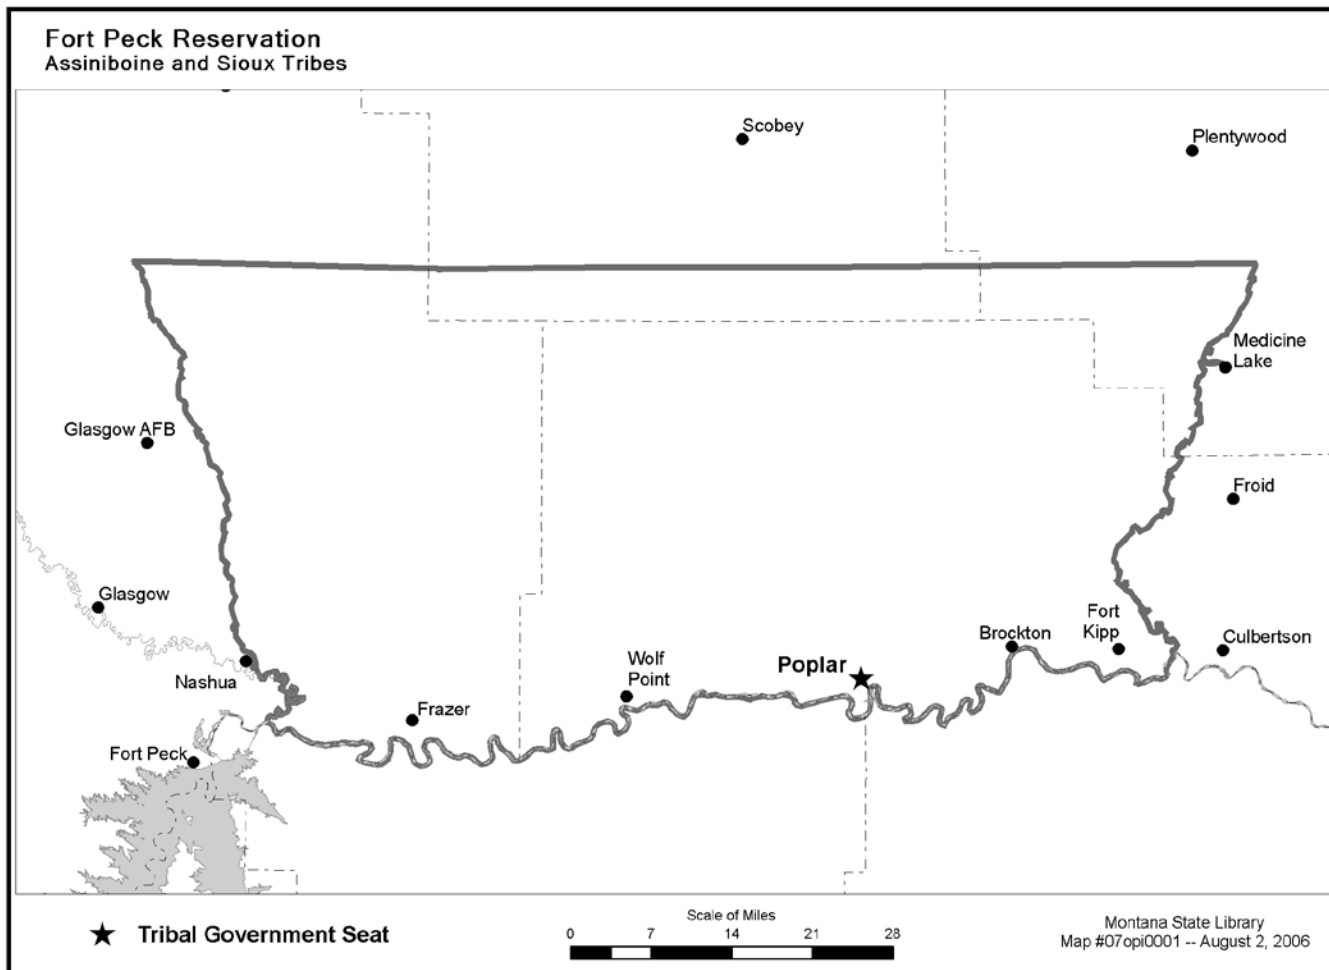 Fort Peck Reservation
Assiniboine and Sioux Tribes
Scobey
Plentywood
Medicine
Lake
Glasgow AFB
Froid
Glasgow
Nashua
Wolf
Point
Poplar
Brockton
Fort
Kipp
Culbertson
Frazer
Fort Peck
Tribal Government Seat
Scale of Miles
0 7 14 21 28
Montana State Library
Map #07opi0001 -- August 2, 2006